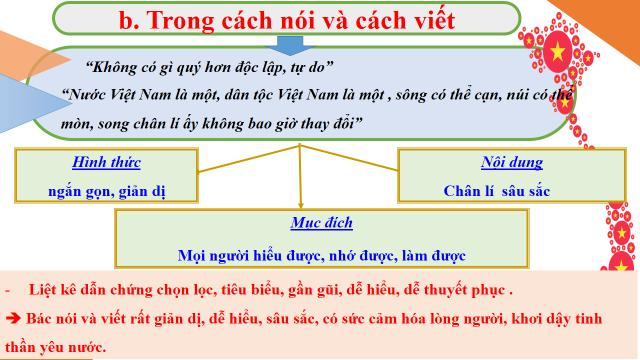 b. Trong cách nói và cách viết
“Không có gì quý hơn độc lập, tự do”
“Nước Việt Nam là một, dân tộc Việt Nam là một , sông có thể cạn, núi có thể
mòn, song chân lí ấy không bao giờ thay đổi”
Hình thức
ngắn gọn, giản dị
Nội dung
Chân lí sâu sắc
Mục đích
Mọi người hiểu được, nhớ được, làm được
- Liệt kê dẫn chứng chọn lọc, tiêu biểu, gần gũi, dễ hiểu, dễ thuyết phục .
➔ Bác nói và viết rất giản dị, dễ hiểu, sâu sắc, có sức cảm hóa lòng người, khơi dậy tinh
thần yêu nước.